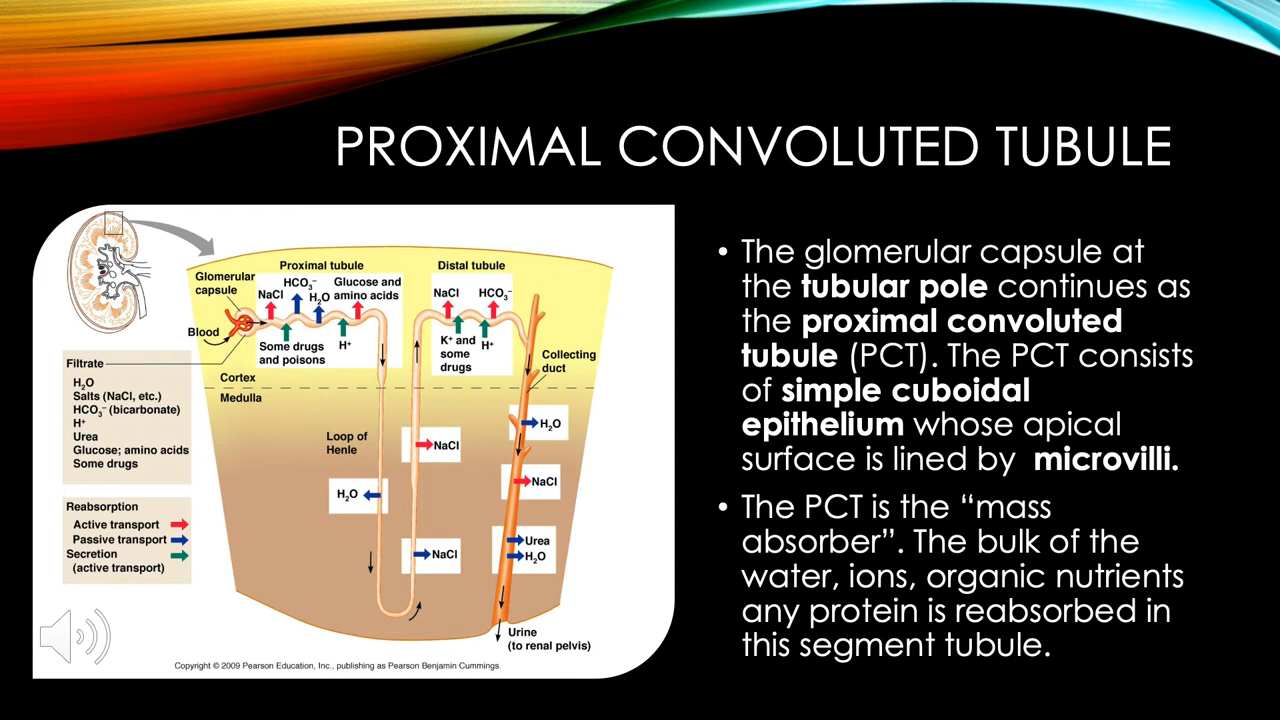 PROXIMAL CONVOLUTED TUBULE
Proximal tubule
Distal tubule
Glomerular
capsule
NaCl
HCO₃⁻
H₂O
Glucose and
amino acids
Blood
Some drugs
and poisons
H⁺
NaCl
HCO₃⁻
K⁺ and
some
drugs
H⁺
Collecting
duct
Cortex
Medulla
Filtrate
H₂O
Salts (NaCl, etc.)
HCO₃⁻ (bicarbonate)
H⁺
Urea
Glucose; amino acids
Some drugs
Loop of
Henle
NaCl
H₂O
NaCl
H₂O
NaCl
Urea
H₂O
Reabsorption
Active transport
Passive transport
Secretion
(active transport)
Urine
(to renal pelvis)
Copyright © 2009 Pearson Education, Inc., publishing as Pearson Benjamin Cummings.
• The glomerular capsule at
the tubular pole continues as
the proximal convoluted
tubule (PCT). The PCT consists
of simple cuboidal
epithelium whose apical
surface is lined by microvilli.
• The PCT is the “mass
absorber”. The bulk of the
water, ions, organic nutrients
any protein is reabsorbed in
this segment tubule.